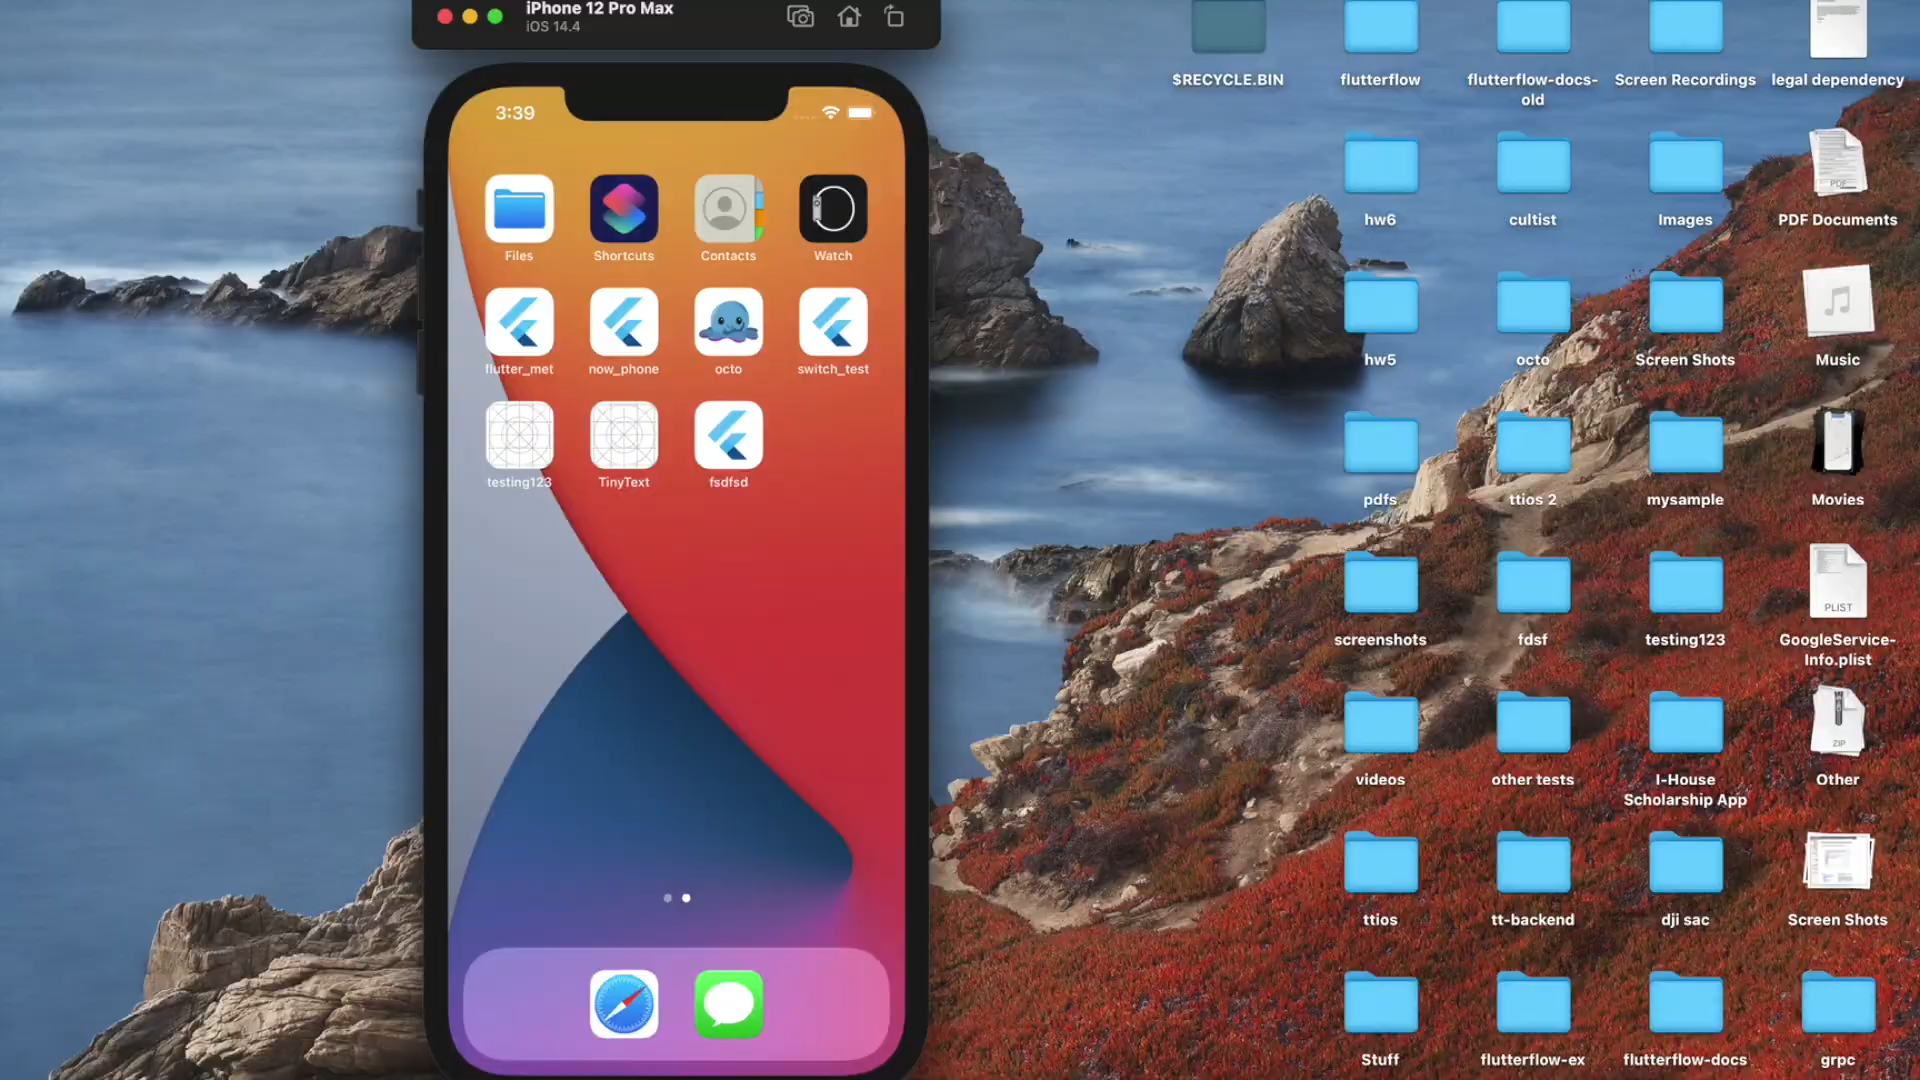 iPhone 12 Pro Max
iOS 14.4
3:39
Files
Shortcuts
Contacts
Watch
flutter_met
now_phone
octo
switch_test
testing123
TinyText
fsdfsd
$RECYCLE.BIN
flutterflow
flutterflow-docs-
old
Screen Recordings
legal dependency
hw6
cultist
Images
PDF
PDF Documents
hw5
octo
Screen Shots
Music
pdfs
ttios 2
mysample
Movies
screenshots
fdsf
testing123
PLIST
GoogleService-
Info.plist
videos
other tests
I-House
Scholarship App
ZIP
Other
ttios
tt-backend
dji sac
Screen Shots
Stuff
flutterflow-ex
flutterflow-docs
grpc